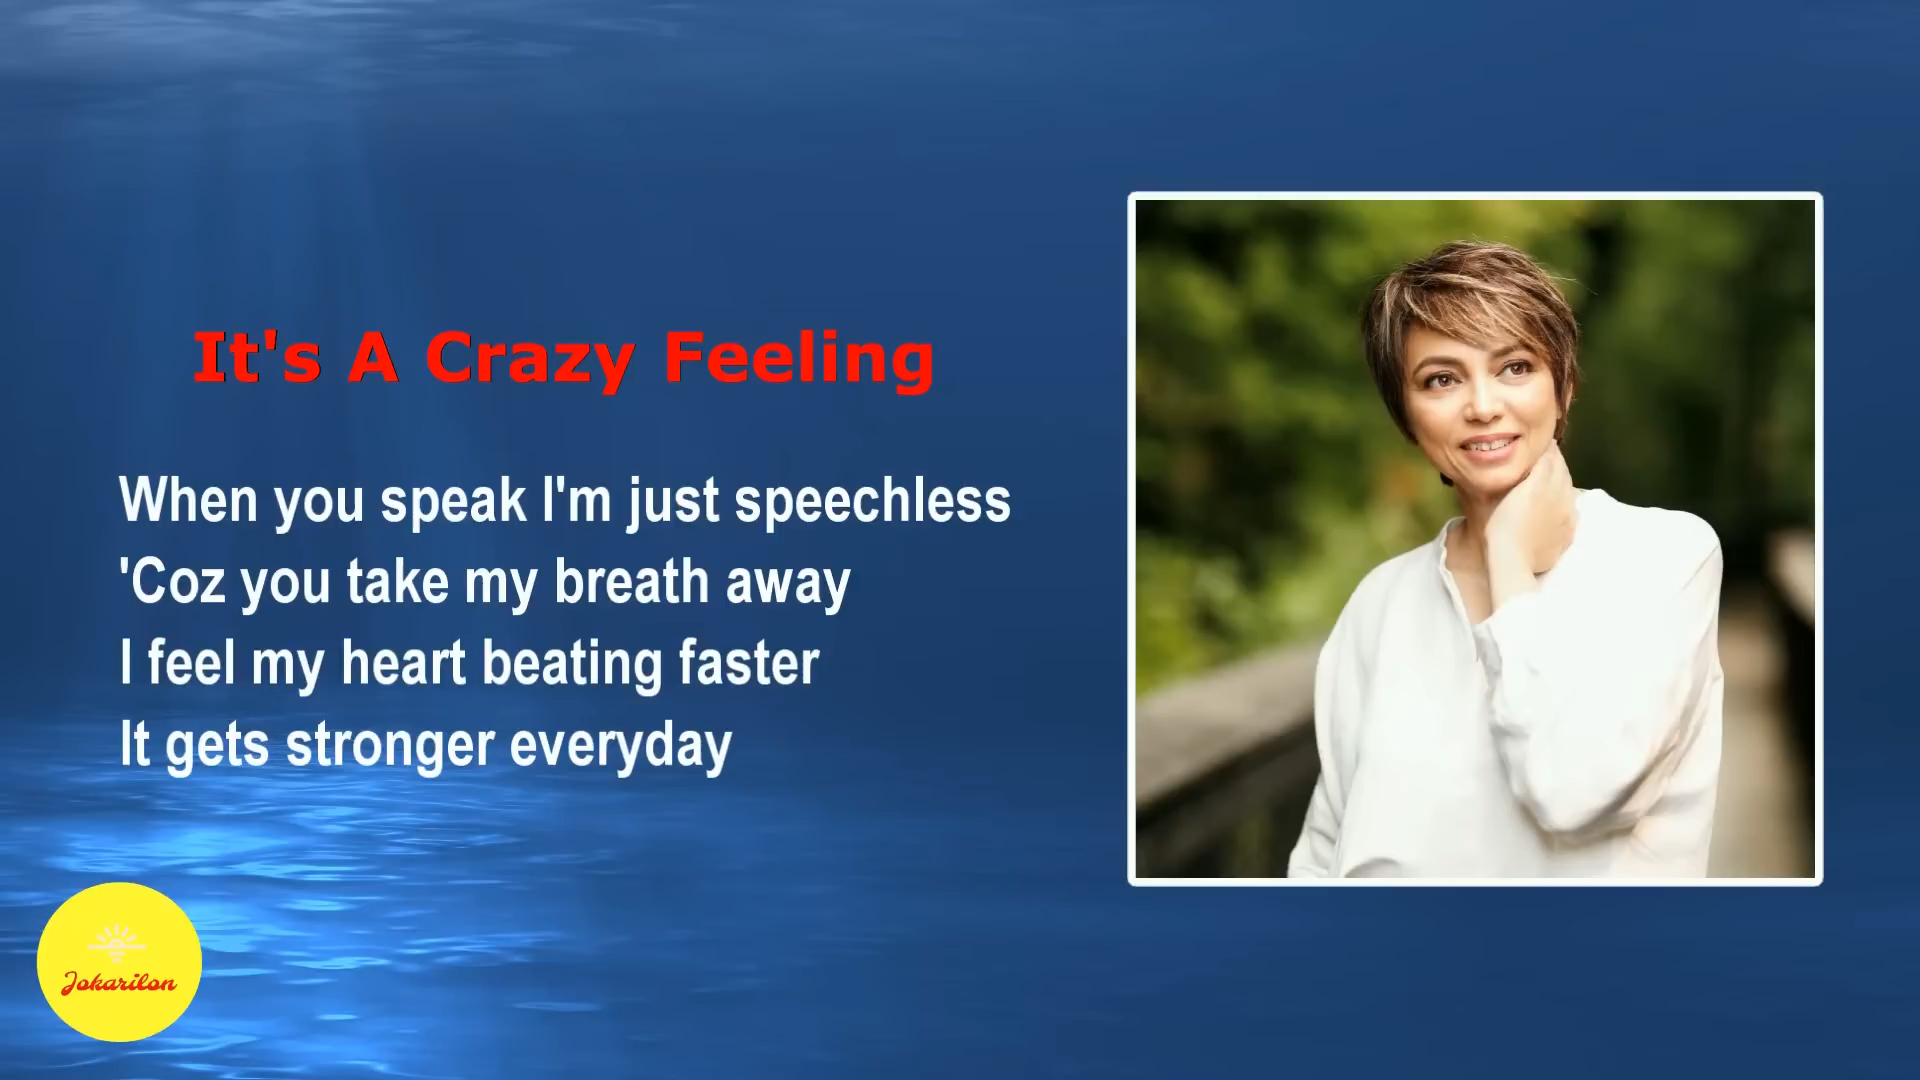 It's A Crazy Feeling
When you speak I'm just speechless
'Coz you take my breath away
I feel my heart beating faster
It gets stronger everyday
Jokarilon